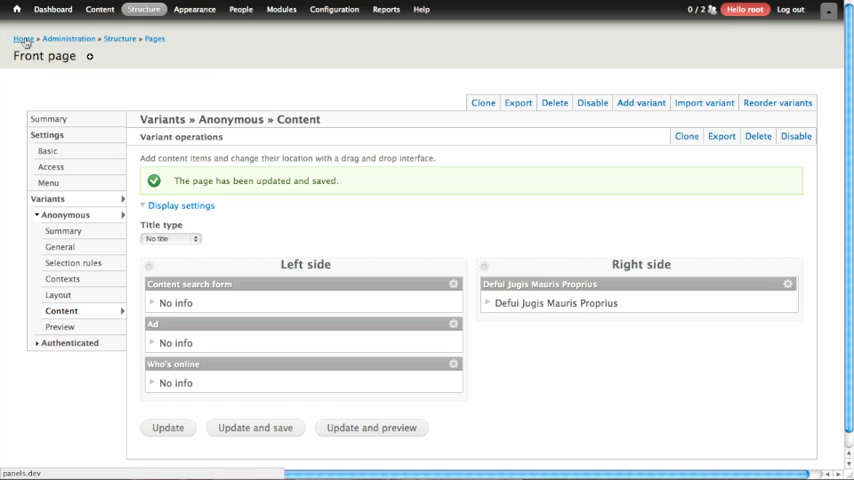 Dashboard Content Structure Appearance People Modules Configuration Reports Help 0 / 2 Hello root Log out
Home » Administration » Structure » Pages
Front page
Clone Export Delete Disable Add variant Import variant Reorder variants
Summary
Settings
Basic
Access
Menu
Variants
Anonymous
Summary
General
Selection rules
Contexts
Layout
Content
Preview
Authenticated
Variants » Anonymous » Content
Variant operations Clone Export Delete Disable
Add content items and change their location with a drag and drop interface.
The page has been updated and saved.
Display settings
Title type
No title
Left side
Content search form
No info
Ad
No info
Who's online
No info
Right side
Defui Jugis Mauris Proprius
Defui Jugis Mauris Proprius
Update Update and save Update and preview
panels.dev